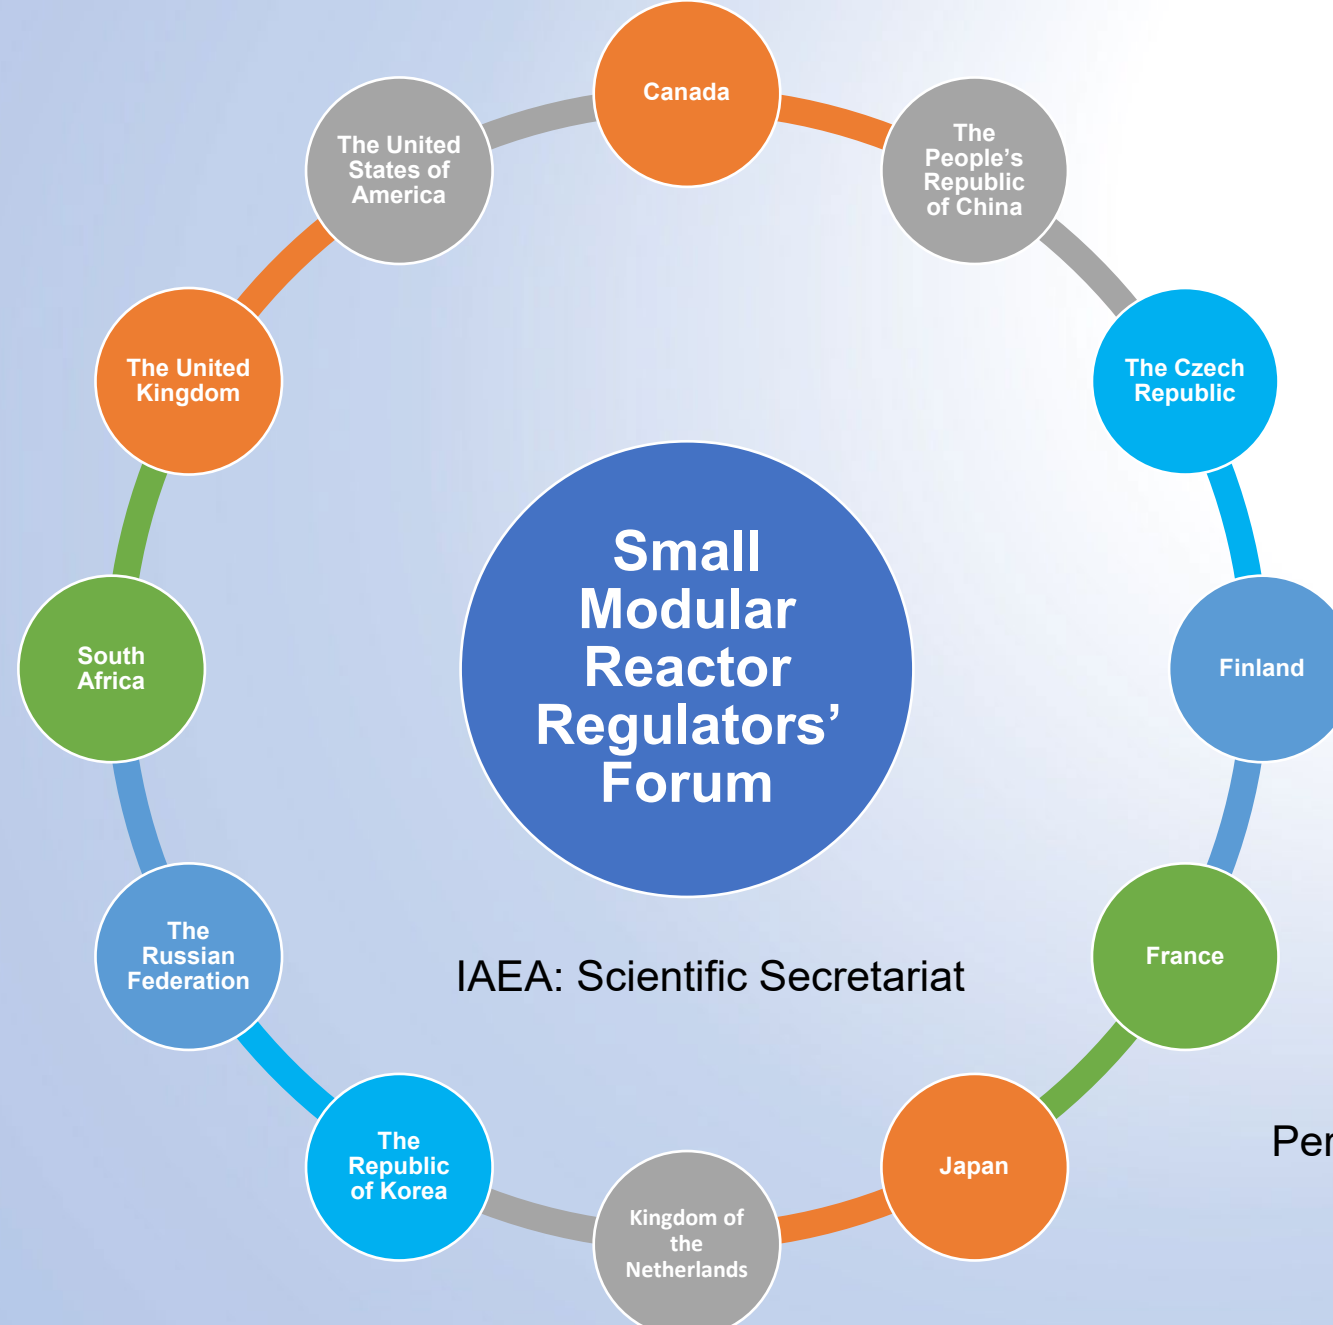 Canada
The
People’s
Republic
of China
The Czech
Republic
Finland
France
Japan
Kingdom of
the
Netherlands
The
Republic
of Korea
The
Russian
Federation
South
Africa
The United
Kingdom
The United
States of
America
Small
Modular
Reactor
Regulators’
Forum
IAEA: Scientific Secretariat